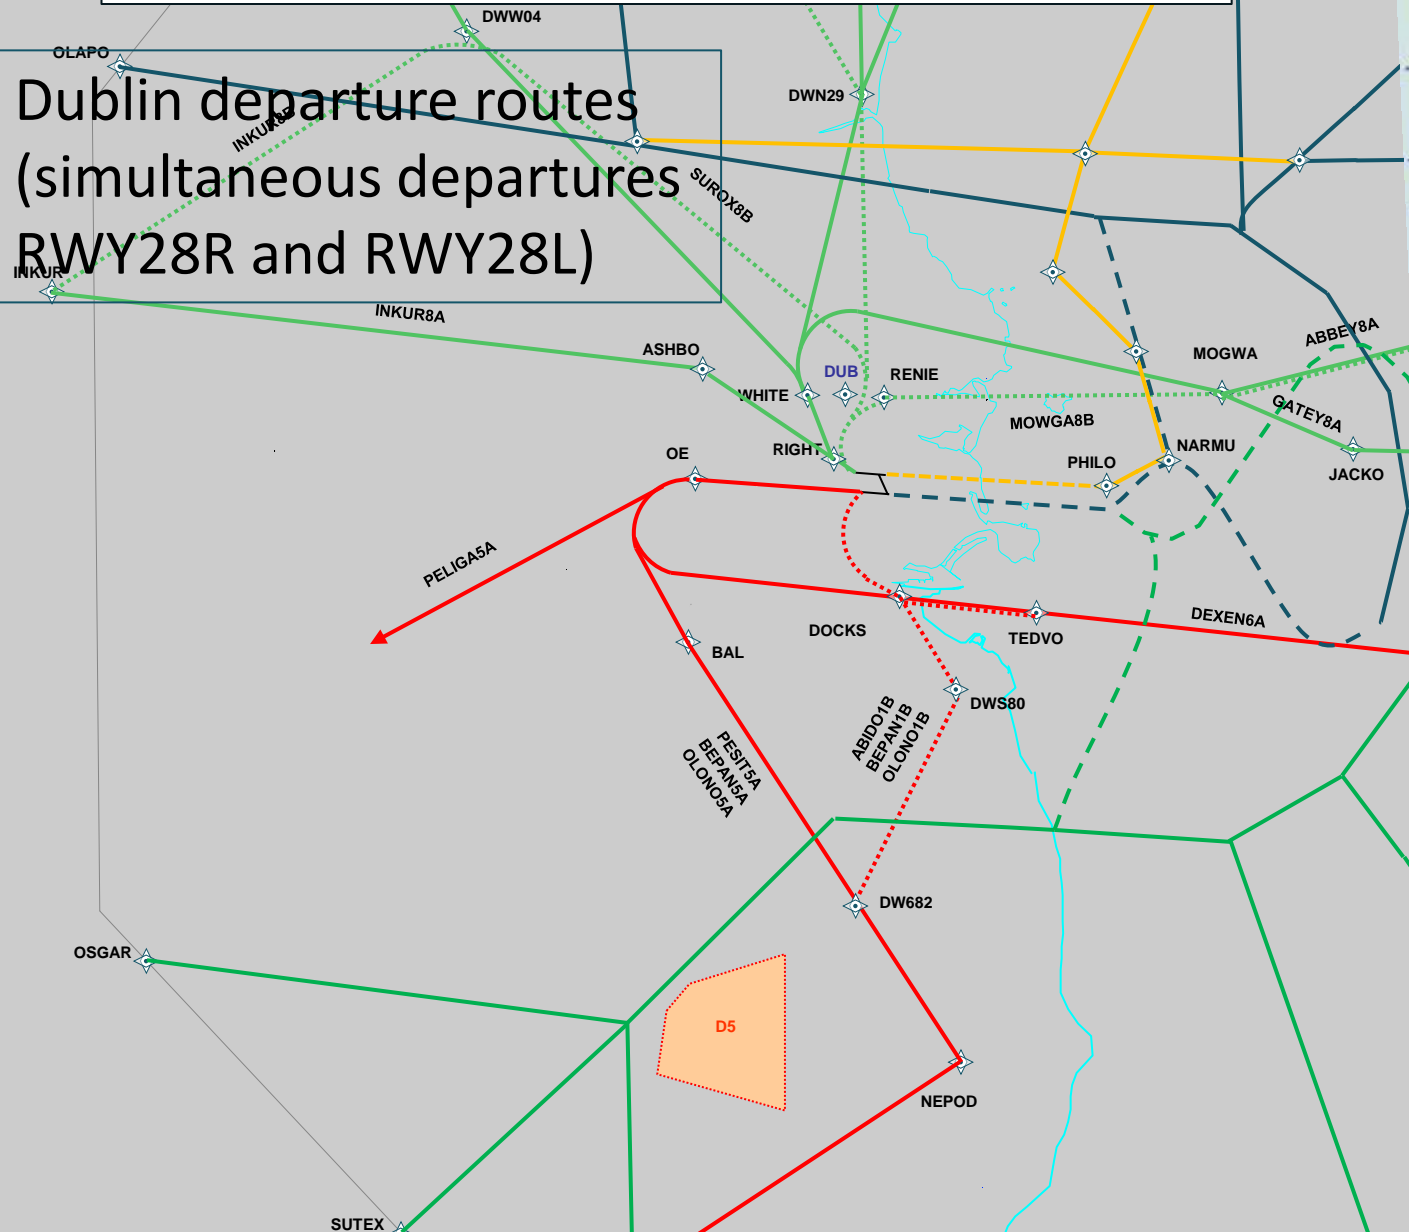 DWW04
OLAPO
Dublin departure routes
(simultaneous departures
RWY28R and RWY28L)
INKUR8B
DWN29
SUROX8B
INKUR
INKUR8A
ABBEY8A
ASHBO
MOGWA
DUB
RENIE
WHITE
GATEY8A
MOWGA8B
RIGHT
NARMU
OE
PHILO
JACKO
PELIGA5A
DEXEN6A
DOCKS
TEDVO
BAL
DWS80
ABIDO1B
BEPAN1B
OLONO1B
PESIT5A
BEPAN5A
OLONO5A
DW682
OSGAR
D5
NEPOD
SUTEX